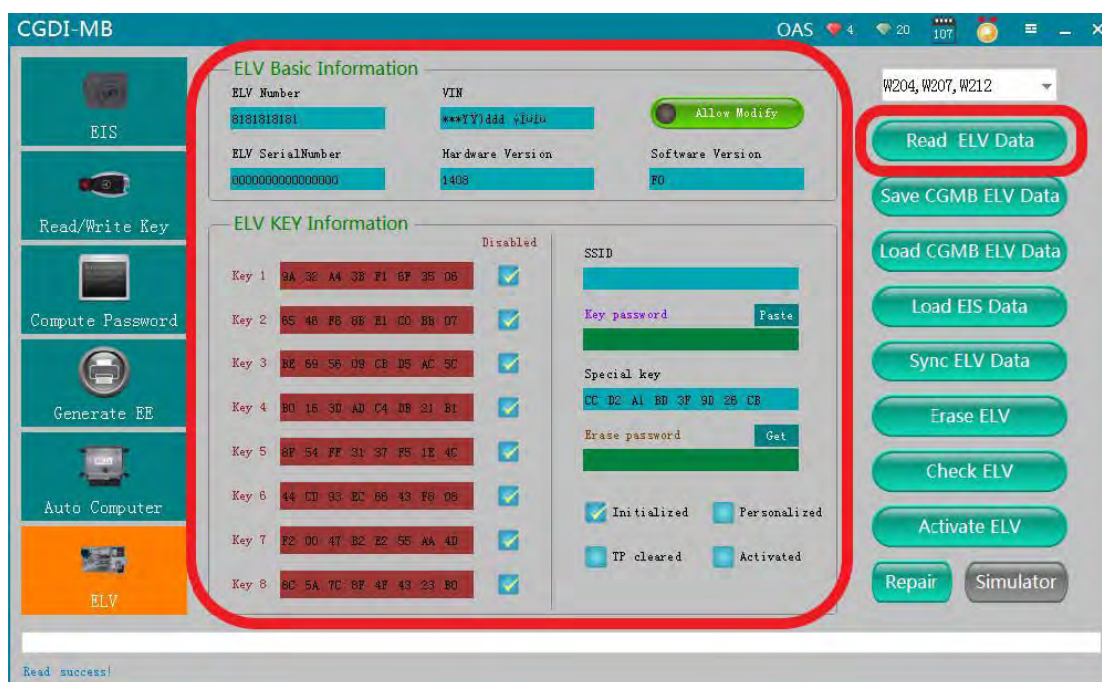 CGDI-MB
OAS 4 20 107
EIS
Read/Write Key
Compute Password
Generate EE
Auto Computer
ELV
ELV Basic Information
ELV Number VIN
8181818181
Allow Modify
ELV SerialNumber Hardware Version Software Version
0000000000000000 1408 F0
ELV KEY Information
Disabled
Key 1 9A 32 A4 3B F1 6F 35 06
Key 2 65 46 F6 8B E1 C0 BB 07
Key 3 BE 69 56 09 CB D5 AC 5C
Key 4 B0 16 3D AD C4 DB 21 B1
Key 5 8F 54 FF 31 37 F5 1E 4C
Key 6 44 CD 93 EC 66 43 F6 08
Key 7 F2 00 47 B2 E2 55 AA 4D
Key 8 8C 5A 7C 8F 4F 43 23 B0
SSID
Key password Paste
Special key
CC D2 A1 BD 3F 9D 26 CB
Erase password Get
Initialized Personalized
TP cleared Activated
W204, W207, W212
Read ELV Data
Save CGMB ELV Data
Load CGMB ELV Data
Load EIS Data
Sync ELV Data
Erase ELV
Check ELV
Activate ELV
Repair Simulator
Read success!